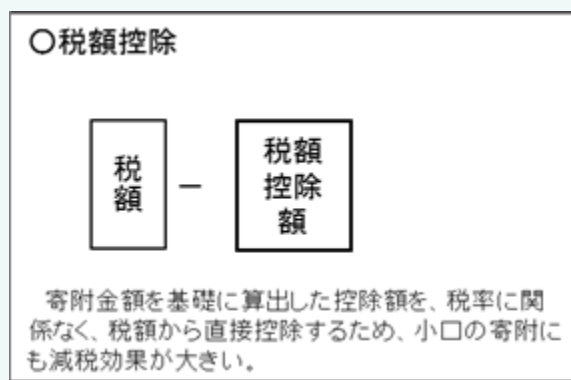 〇税額控除
税額
－
税額控除額
寄附金額を基礎に算出した控除額を、税率に関
係なく、税額から直接控除するため、小口の寄附に
も減税効果が大きい。